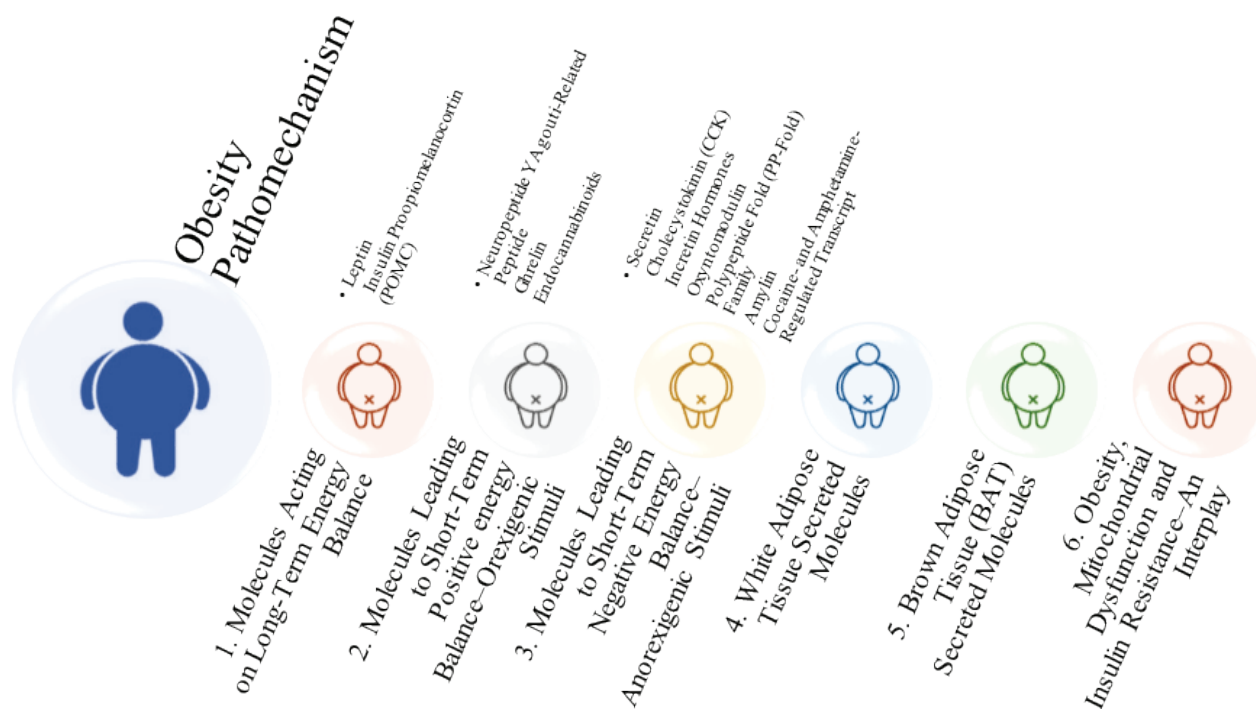 Obesity
Pathomechanism
• Leptin
Insulin Proopiomelanocortin
(POMC)
• Neuropeptide Y Agouti-Related
Peptide
Ghrelin
Endocannabinoids
• Secretin
Cholecystokinin (CCK)
Incretin Hormones
Oxyntomodulin
Polypeptide Fold (PP-Fold)
Family
Amylin
Cocaine- and Amphetamine-
Regulated Transcript
1. Molecules Acting
on Long-Term Energy
Balance
2. Molecules Leading
to Short-Term
Positive energy
Balance–Orexigenic
Stimuli
3. Molecules Leading
to Short-Term
Negative Energy
Balance–
Anorexigenic Stimuli
4. White Adipose
Tissue Secreted
Molecules
5. Brown Adipose
Tissue (BAT)
Secreted Molecules
6. Obesity,
Mitochondrial
Dysfunction and
Insulin Resistance–An
Interplay